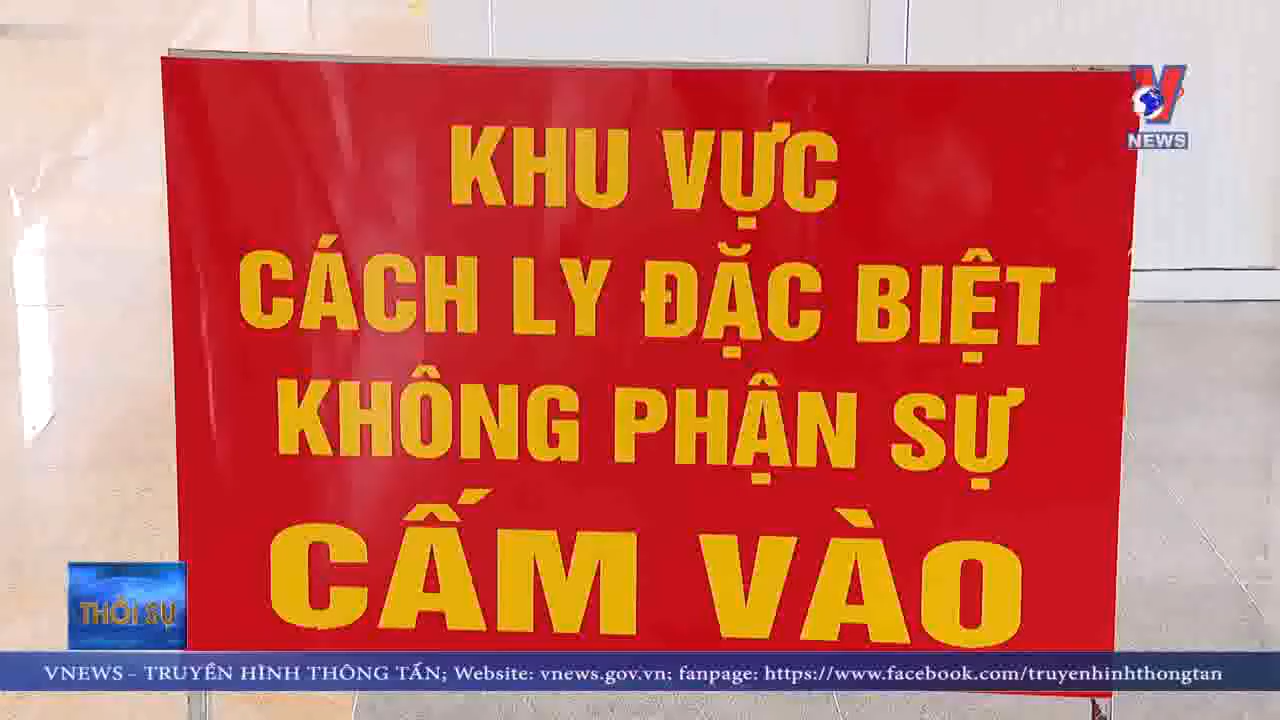 NEWS
KHU VỰC
CÁCH LY ĐẶC BIỆT
KHÔNG PHẬN SỰ
CẤM VÀO
THỜI SỰ
VNEWS - TRUYỀN HÌNH THÔNG TẤN; Website: vnews.gov.vn; fanpage: https://www.facebook.com/truyenhinhthongtan